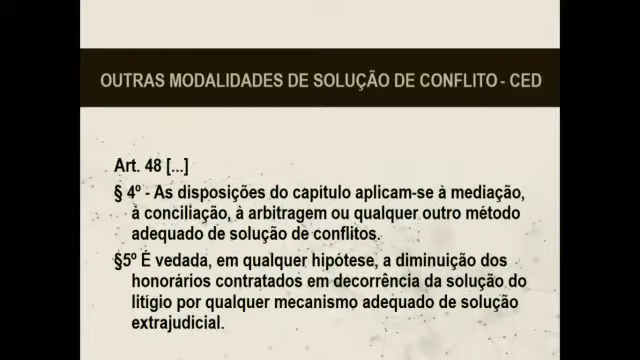 OUTRAS MODALIDADES DE SOLUÇÃO DE CONFLITO - CED
Art. 48 [...]
§ 4º - As disposições do capítulo aplicam-se à mediação,
à conciliação, à arbitragem ou qualquer outro método
adequado de solução de conflitos.
§5º É vedada, em qualquer hipótese, a diminuição dos
honorários contratados em decorrência da solução do
litígio por qualquer mecanismo adequado de solução
extrajudicial.